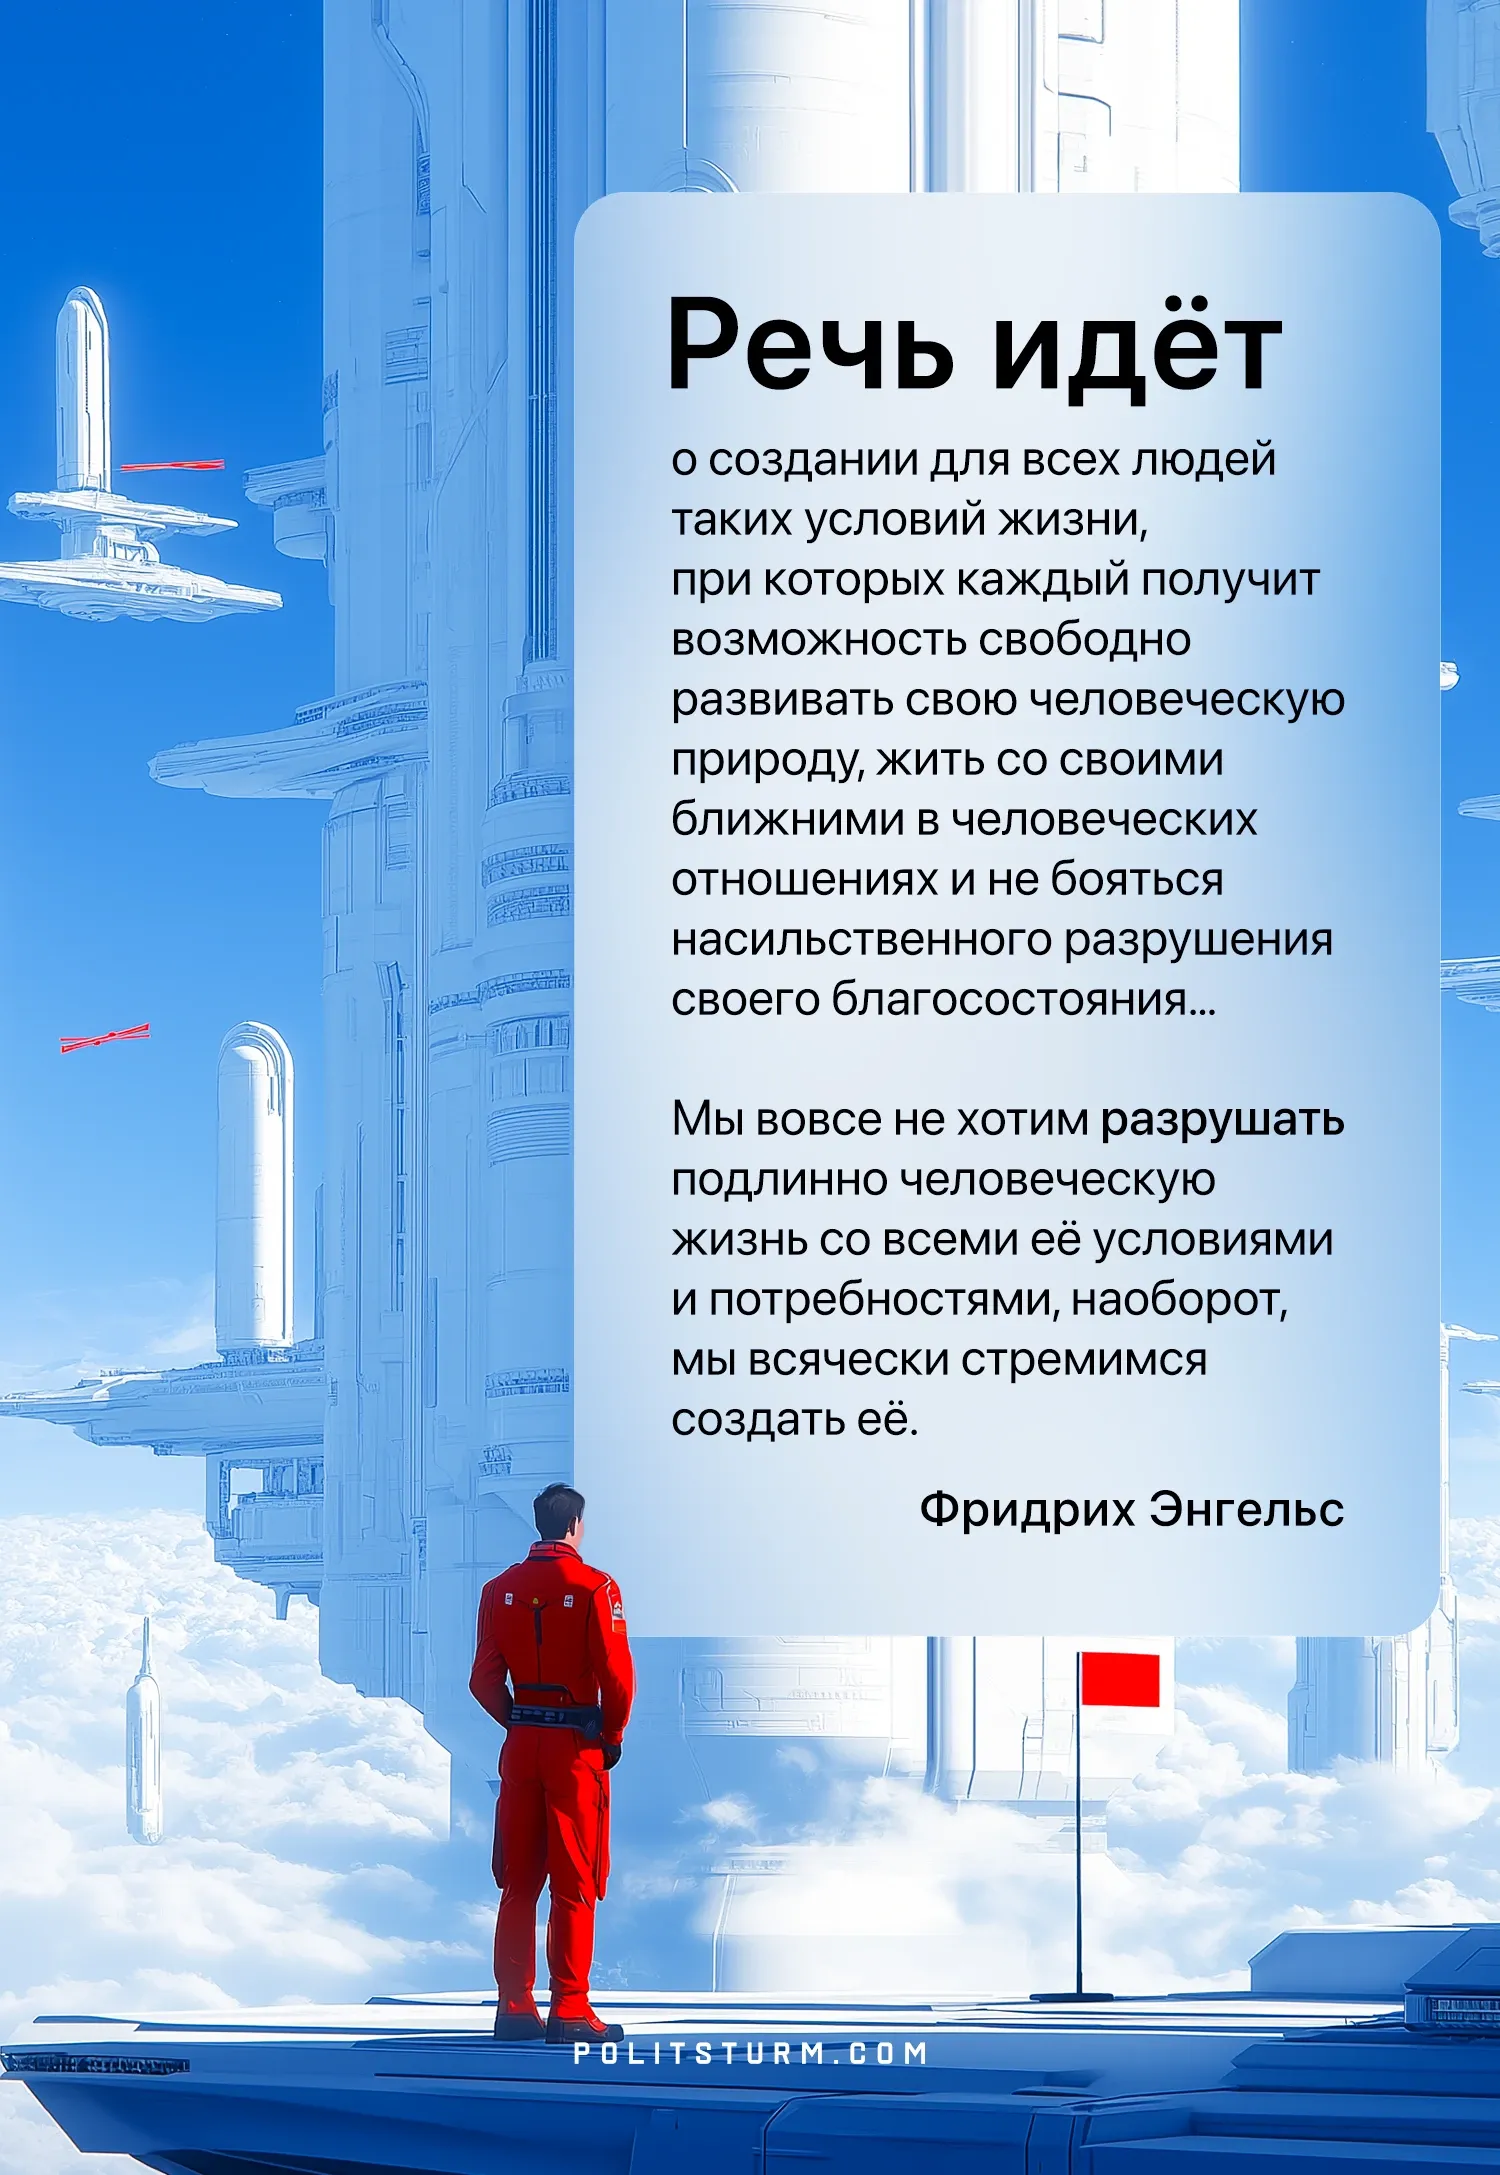 Речь идёт
о создании для всех людей
таких условий жизни,
при которых каждый получит
возможность свободно
развивать свою человеческую
природу, жить со своими
ближними в человеческих
отношениях и не бояться
насильственного разрушения
своего благосостояния...
Мы вовсе не хотим разрушать
подлинно человеческую
жизнь со всеми её условиями
и потребностями, наоборот,
мы всячески стремимся
создать её.
Фридрих Энгельс
POLITSTURM.COM